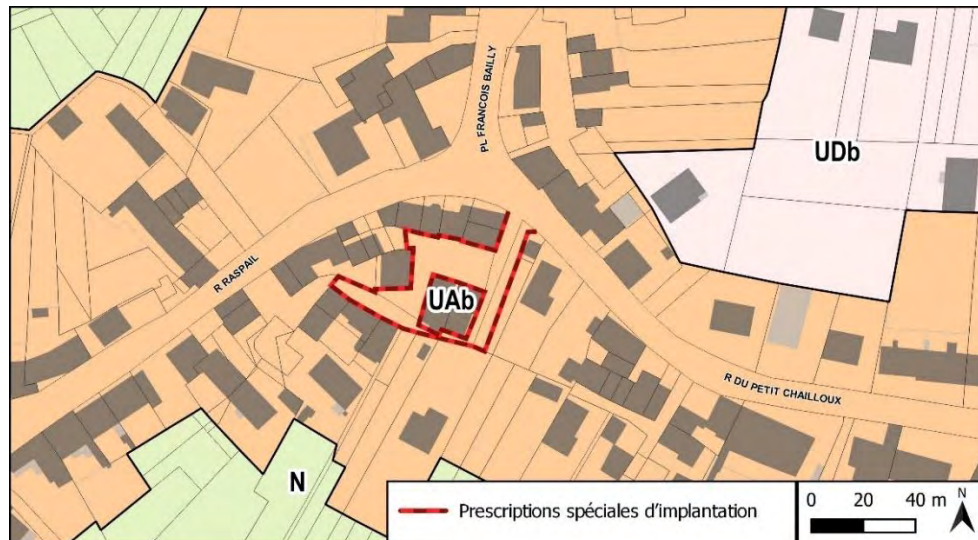 PL FRANCOIS BAILLY
UDb
R RASPAIL
UAb
R DU PETIT CHAILLOUX
N
Prescriptions spéciales d'implantation
0 20 40 m
N